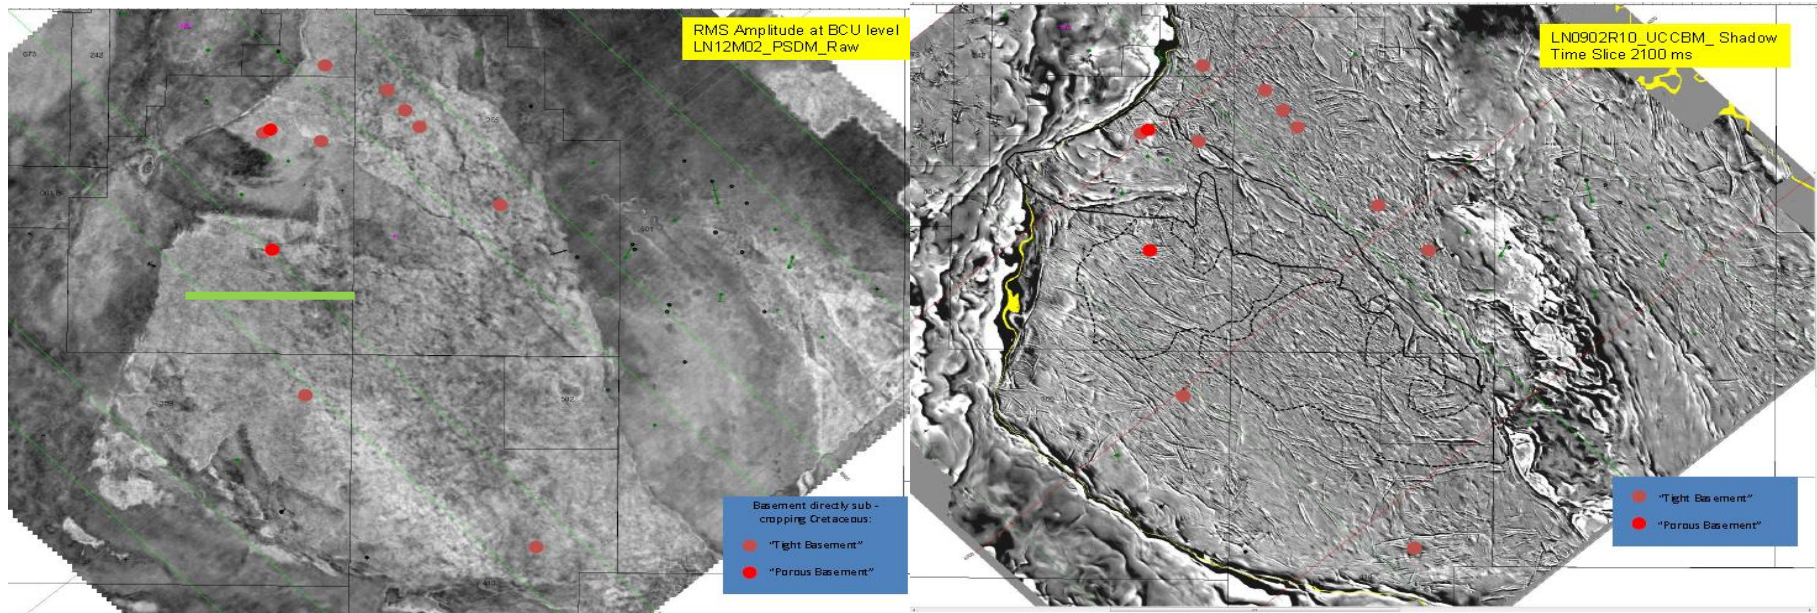 RMS Amplitude at BCU level
LN12M02_PSDM_Raw
Basement directly sub -
cropping Cretaceous:
"Tight Basement"
"Porous Basement"
LN0902R10_UCCBM_ Shadow
Time Slice 2100 ms
"Tight Basement"
"Porous Basement"